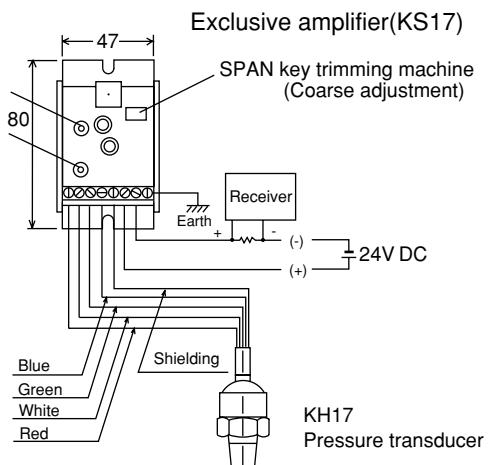 Exclusive amplifier(KS17)
47
SPAN key trimming machine
(Coarse adjustment)
80
Receiver
Earth
+
-
(-)
24V DC
(+)
Blue
Shielding
Green
White
Red
KH17
Pressure transducer